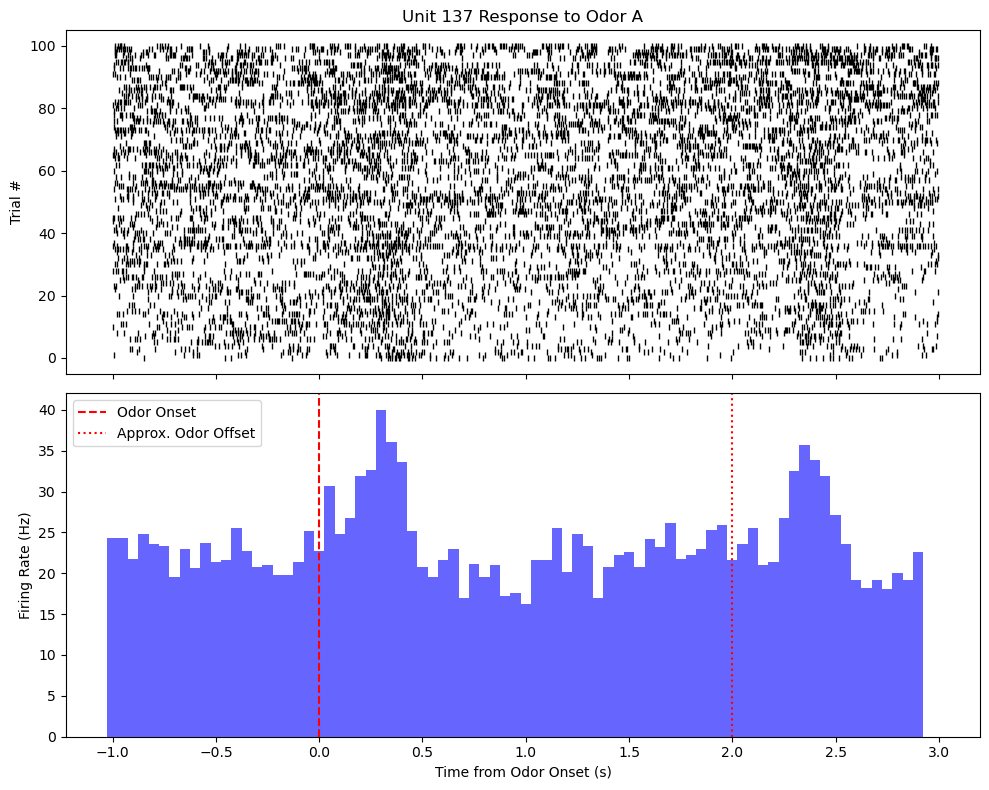 Unit 137 Response to Odor A
100
80
60
40
20
0
Trial #
40
35
30
25
20
15
10
5
0
Firing Rate (Hz)
Odor Onset
Approx. Odor Offset
−1.0 −0.5 0.0 0.5 1.0 1.5 2.0 2.5 3.0
Time from Odor Onset (s)